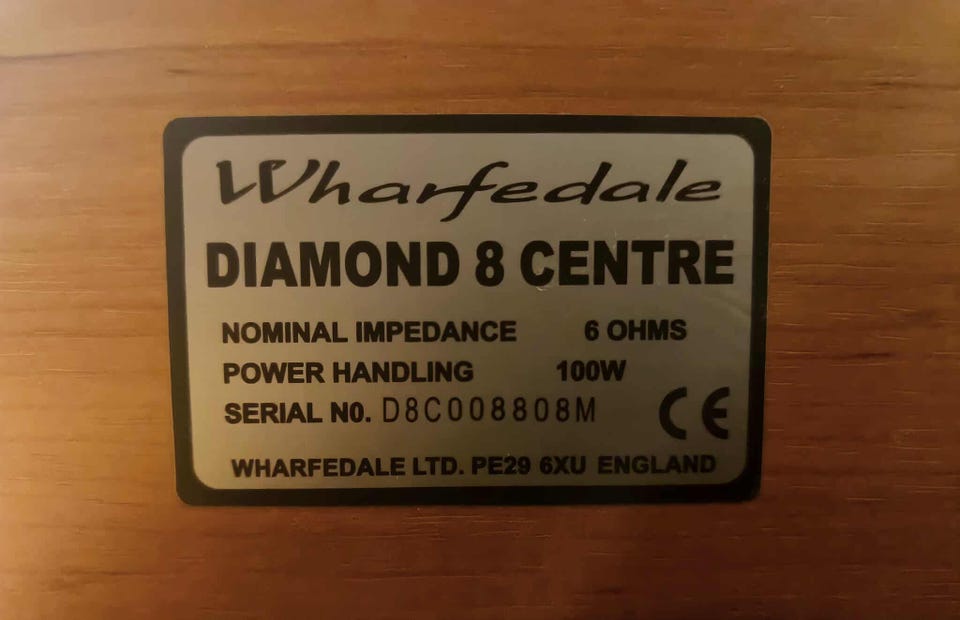 Wharfedale
DIAMOND 8 CENTRE
NOMINAL IMPEDANCE 6 OHMS
POWER HANDLING 100W
SERIAL N0. D8C008808M
CE
WHARFEDALE LTD. PE29 6XU ENGLAND